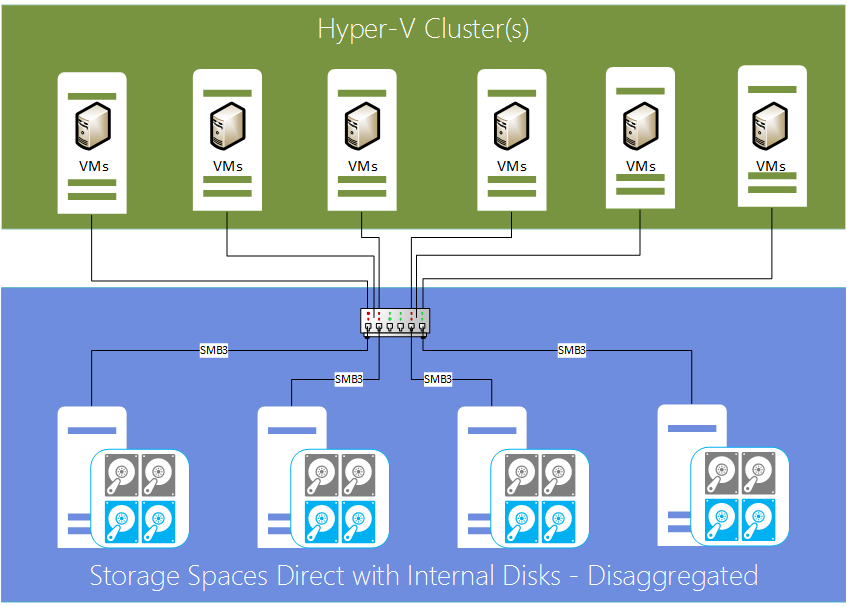 Hyper-V Cluster(s)
VMs
VMs
VMs
VMs
VMs
VMs
SMB3
SMB3
SMB3
SMB3
Storage Spaces Direct with Internal Disks - Disaggregated